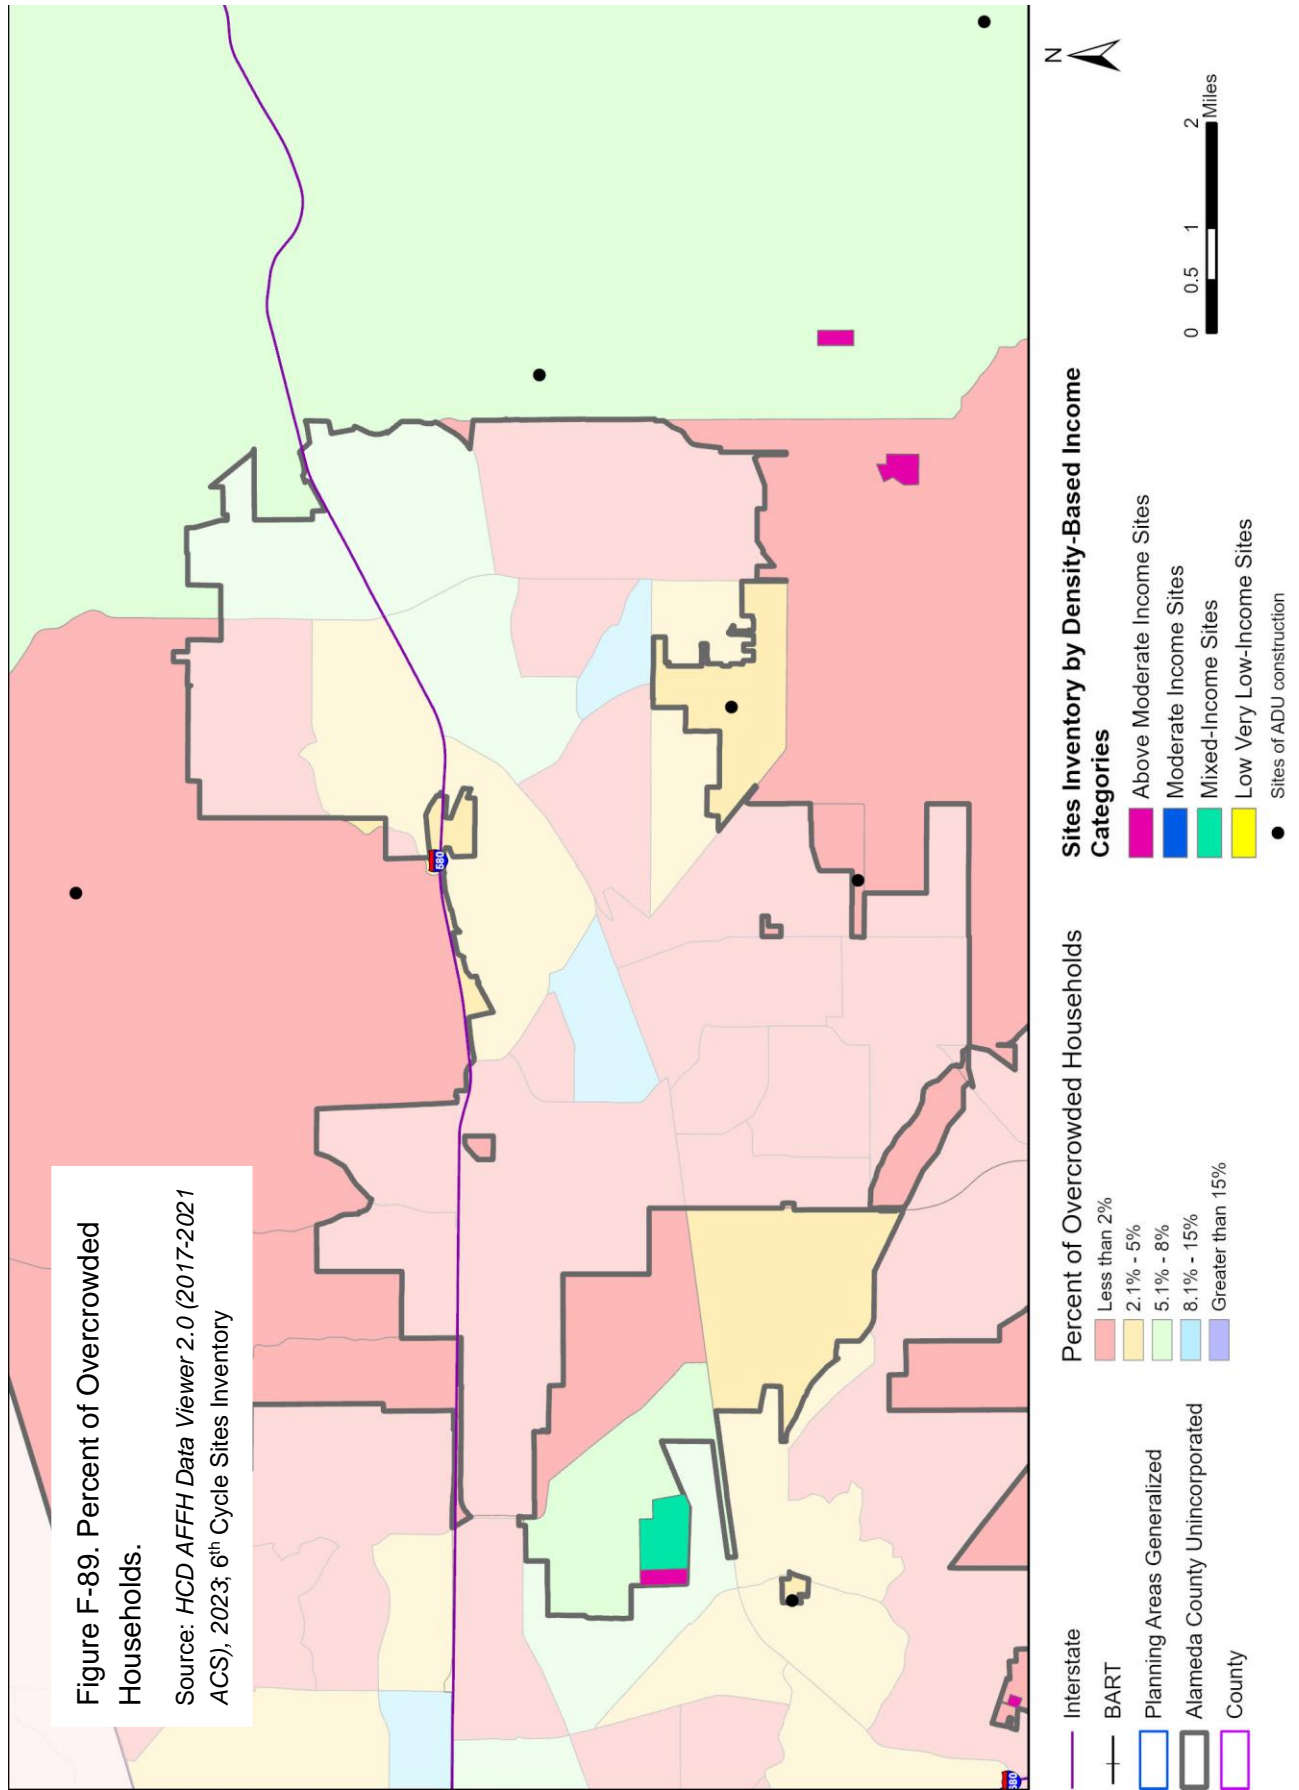 Figure F-89. Percent of Overcrowded
Households.
Source: HCD AFFH Data Viewer 2.0 (2017-2021
ACS), 2023; 6th Cycle Sites Inventory
580
580
Interstate
BART
Planning Areas Generalized
Alameda County Unincorporated
County
Percent of Overcrowded Households
Less than 2%
2.1% - 5%
5.1% - 8%
8.1% - 15%
Greater than 15%
Sites Inventory by Density-Based Income
Categories
Above Moderate Income Sites
Moderate Income Sites
Mixed-Income Sites
Low Very Low-Income Sites
Sites of ADU construction
N
0 0.5 1 2
Miles